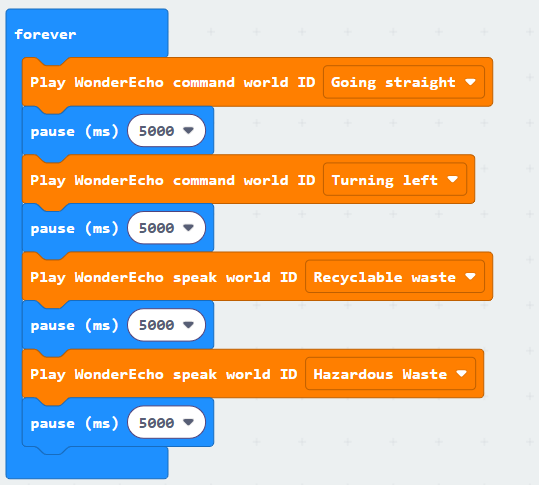 forever
Play WonderEcho command world ID Going straight
pause (ms) 5000
Play WonderEcho command world ID Turning left
pause (ms) 5000
Play WonderEcho speak world ID Recyclable waste
pause (ms) 5000
Play WonderEcho speak world ID Hazardous Waste
pause (ms) 5000